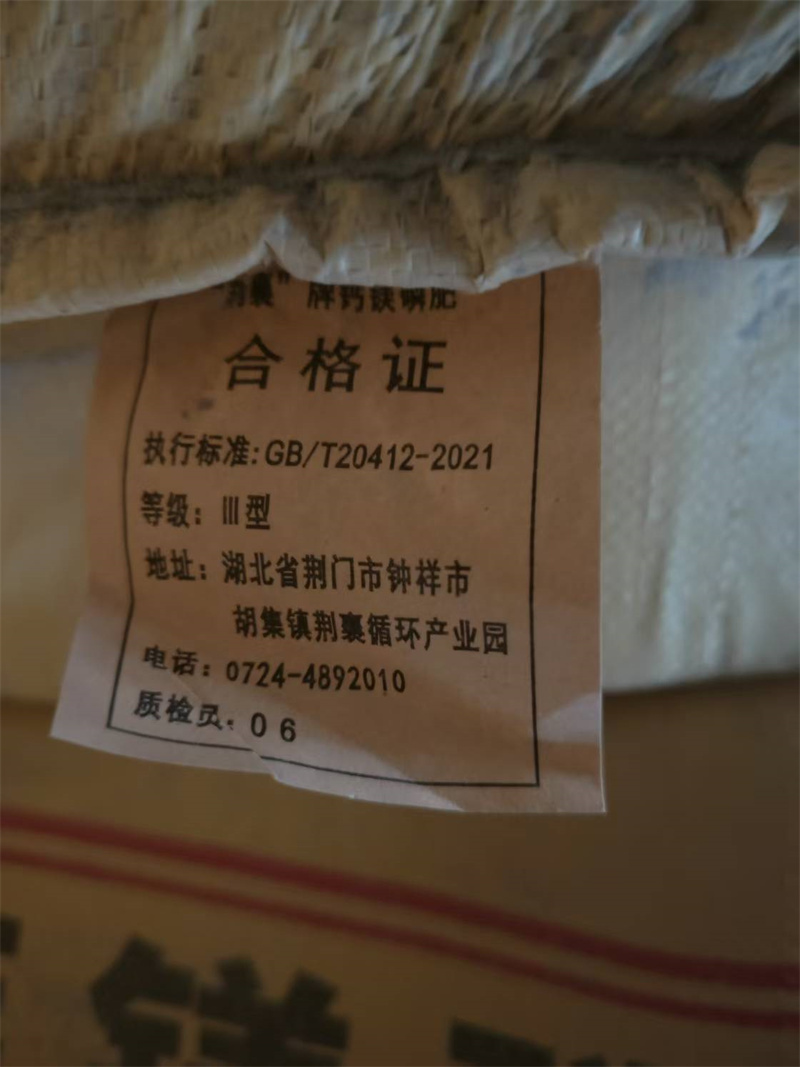 襄”牌钙镁磷肥
合格证
执行标准:GB/T20412-2021
等级：Ⅲ型
地址：湖北省荆门市钟祥市
胡集镇荆襄循环产业园
电话：0724-4892010
质检员：06
镁